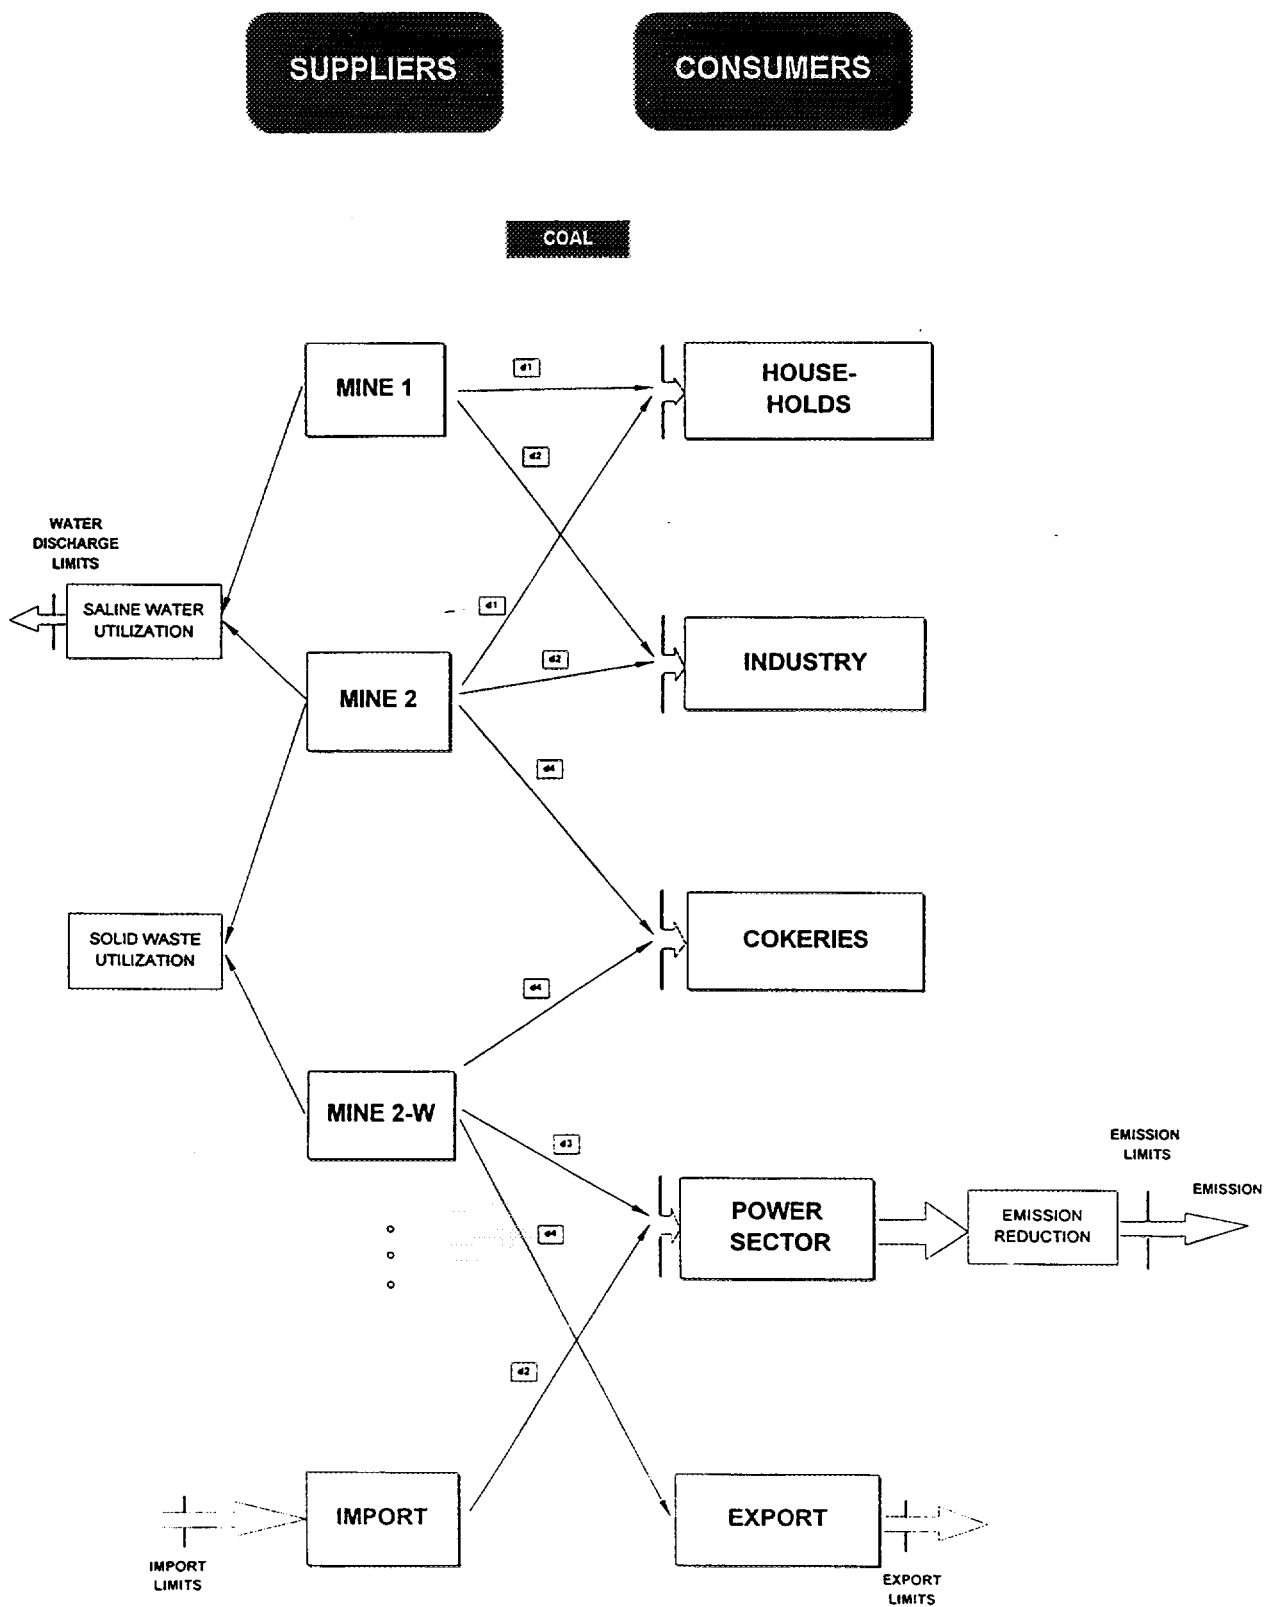 SUPPLIERS
CONSUMERS
COAL
MINE 1
d1
HOUSE-
HOLDS
d2
WATER
DISCHARGE
LIMITS
SALINE WATER
UTILIZATION
d1
MINE 2
d2
INDUSTRY
d4
SOLID WASTE
UTILIZATION
COKERIES
d4
MINE 2-W
d3
POWER
SECTOR
EMISSION
REDUCTION
EMISSION
LIMITS
EMISSION
d4
d2
IMPORT
IMPORT
LIMITS
EXPORT
EXPORT
LIMITS